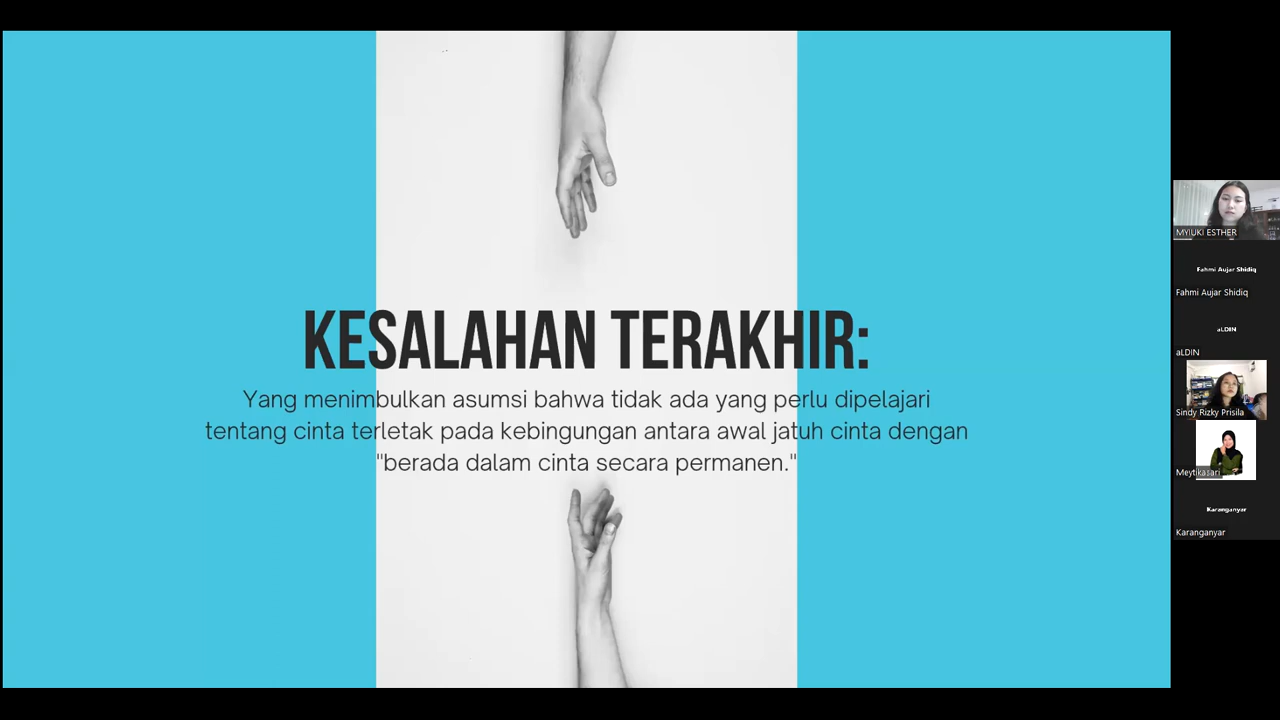 KESALAHAN TERAKHIR:
Yang menimbulkan asumsi bahwa tidak ada yang perlu dipelajari
tentang cinta terletak pada kebingungan antara awal jatuh cinta dengan
"berada dalam cinta secara permanen."
MYIUKI ESTHER
Fahmi Aujar Shidiq
Fahmi Aujar Shidiq
aLDIN
aLDIN
Sindy Rizky Prisila
Meytikasari
Karanganyar
Karanganyar